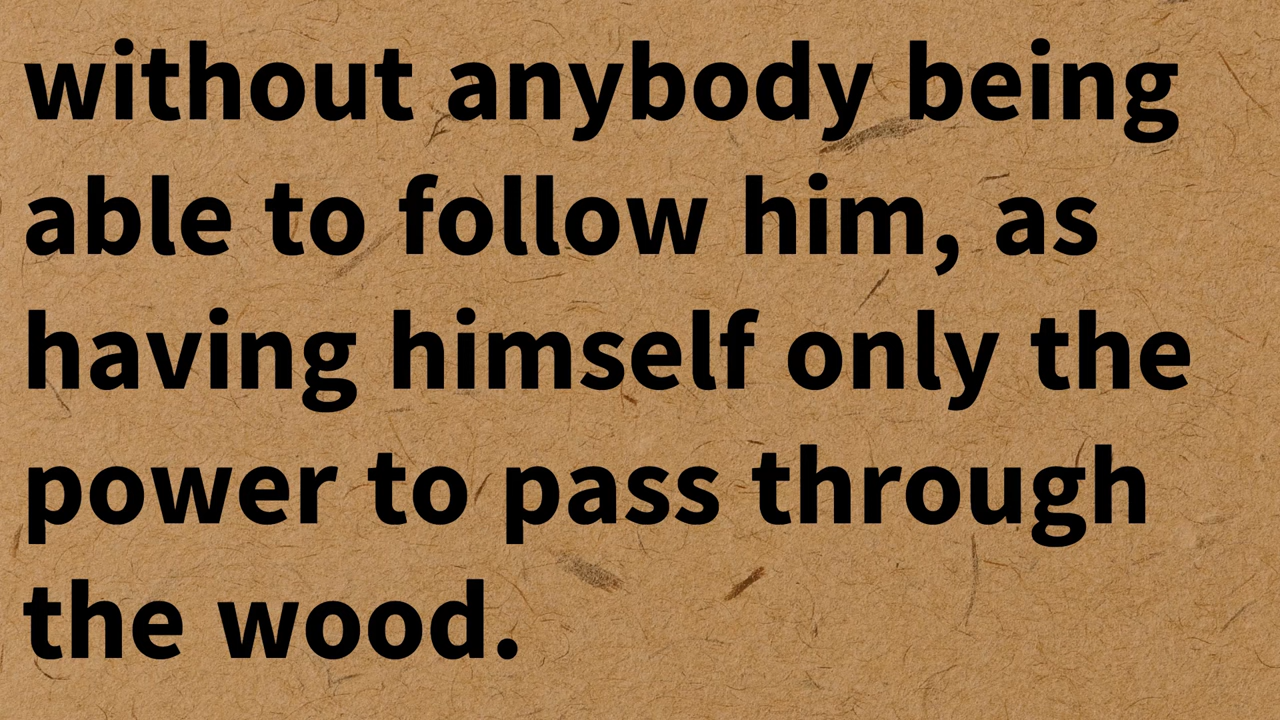 without anybody being
able to follow him, as
having himself only the
power to pass through
the wood.